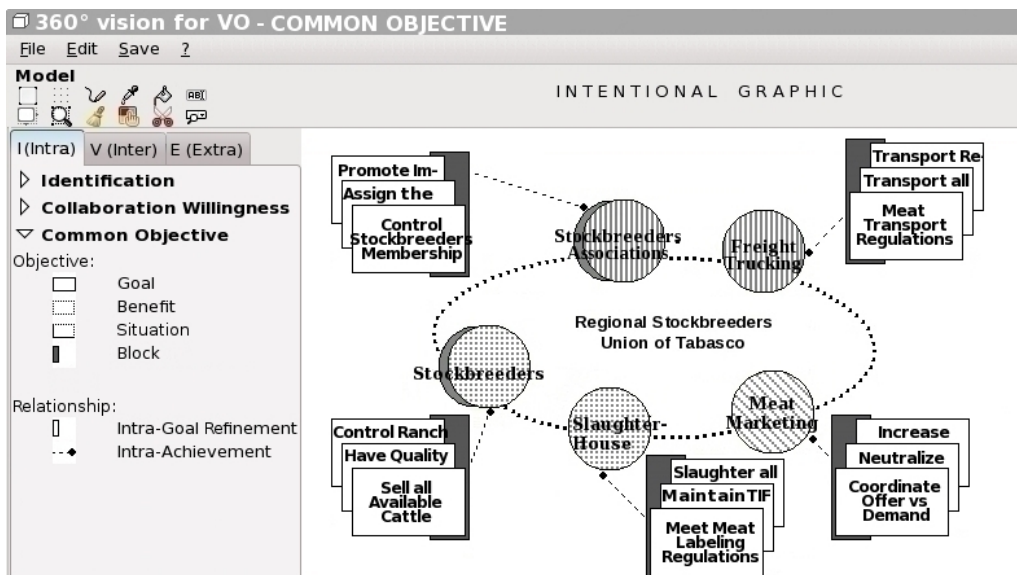 360° vision for VO - COMMON OBJECTIVE
File Edit Save ?
Model
INTENTIONAL GRAPHIC
ABI
I(Intra) V (Inter) E (Extra)
Identification
Collaboration Willingness
Common Objective
Objective:
Goal
Benefit
Situation
Block
Relationship:
Intra-Goal Refinement
Intra-Achievement
Promote Im-
Assign the
Control
Stockbreeders
Membership
Stockbreeders
Associations
Freight
Trucking
Transport Re-
Transport all
Meat
Transport
Regulations
Regional Stockbreeders
Union of Tabasco
Stockbreeders
Slaughter-
House
Meat
Marketing
Control Ranch
Have Quality
Sell all
Available
Cattle
Slaughter all
Maintain TIF
Meet Meat
Labeling
Regulations
Increase
Neutralize
Coordinate
Offer vs
Demand